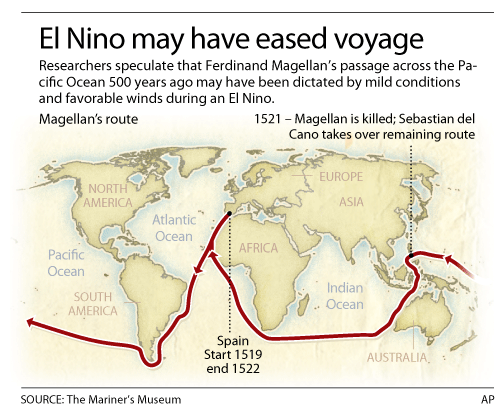 El Nino may have eased voyage
Researchers speculate that Ferdinand Magellan's passage across the Pa-
cific Ocean 500 years ago may have been dictated by mild conditions
and favorable winds during an El Nino.
Magellan's route
1521 – Magellan is killed; Sebastian del
Cano takes over remaining route
NORTH
AMERICA
EUROPE
ASIA
Atlantic
Ocean
AFRICA
Pacific
Ocean
Indian
Ocean
SOUTH
AMERICA
Spain
Start 1519
end 1522
AUSTRALIA
SOURCE: The Mariner's Museum
AP